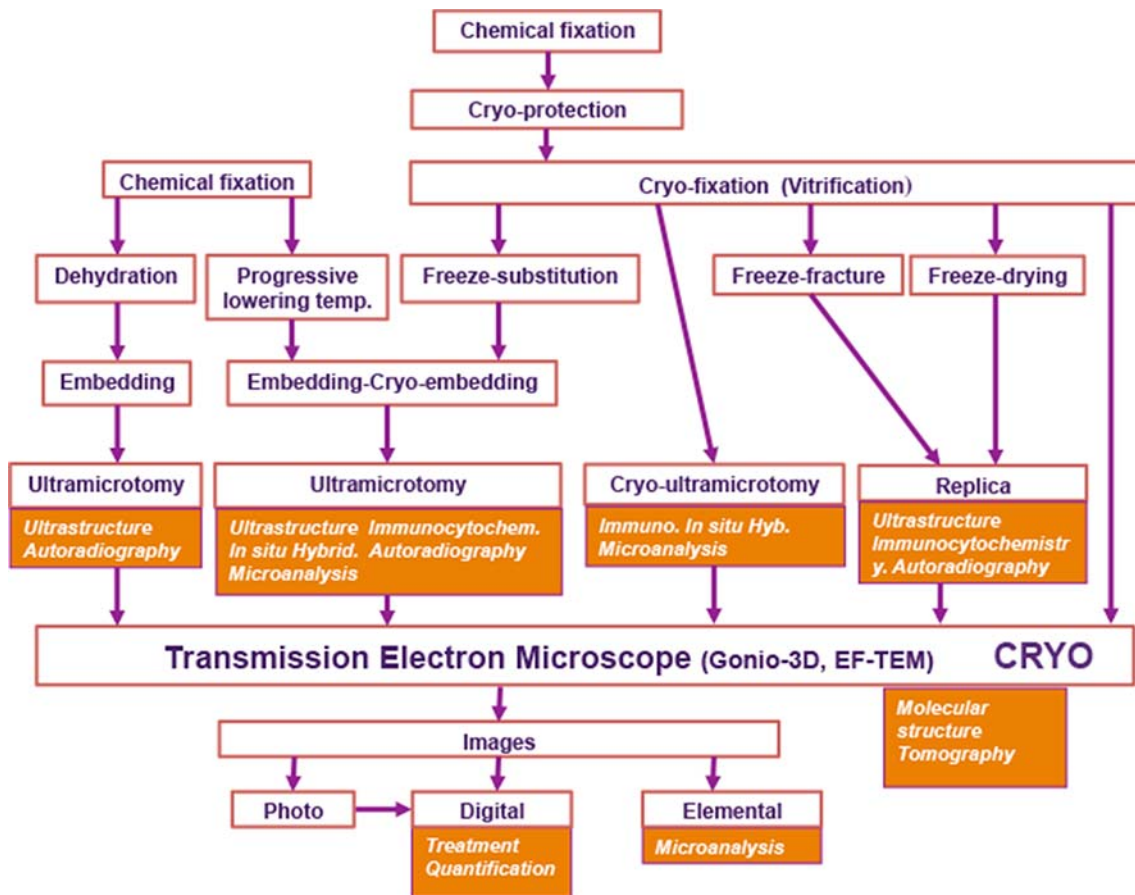 Chemical fixation
Cryo-protection
Chemical fixation
Cryo-fixation (Vitrification)
Dehydration
Progressive
lowering temp.
Freeze-substitution
Freeze-fracture
Freeze-drying
Embedding
Embedding-Cryo-embedding
Ultramicrotomy
Ultrastructure
Autoradiography
Ultramicrotomy
Ultrastructure Immunocytochem.
In situ Hybrid. Autoradiography
Microanalysis
Cryo-ultramicrotomy
Immuno. In situ Hyb.
Microanalysis
Replica
Ultrastructure
Immunocytochemistr
y. Autoradiography
Transmission Electron Microscope (Gonio-3D, EF-TEM) CRYO
Molecular
structure
Tomography
Images
Photo
Digital
Treatment
Quantification
Elemental
Microanalysis